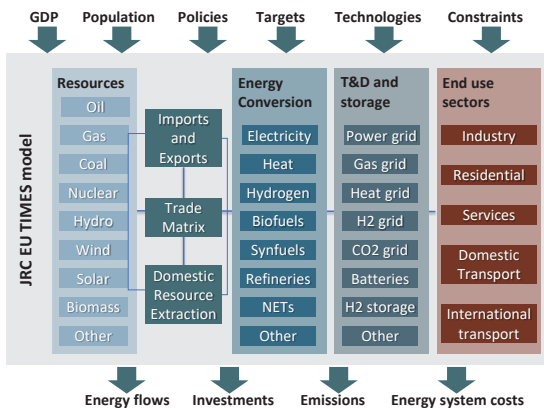 GDP
Population
Policies
Targets
Technologies
Constraints
JRC EU TIMES model
Resources
Oil
Gas
Coal
Nuclear
Hydro
Wind
Solar
Biomass
Other
Imports
and
Exports
Trade
Matrix
Domestic
Resource
Extraction
Energy
Conversion
Electricity
Heat
Hydrogen
Biofuels
Synfuels
Refineries
NETs
Other
T&D and
storage
Power grid
Gas grid
Heat grid
H2 grid
CO2 grid
Batteries
H2 storage
Other
End use
sectors
Industry
Residential
Services
Domestic
Transport
International
transport
Energy flows
Investments
Emissions
Energy system costs